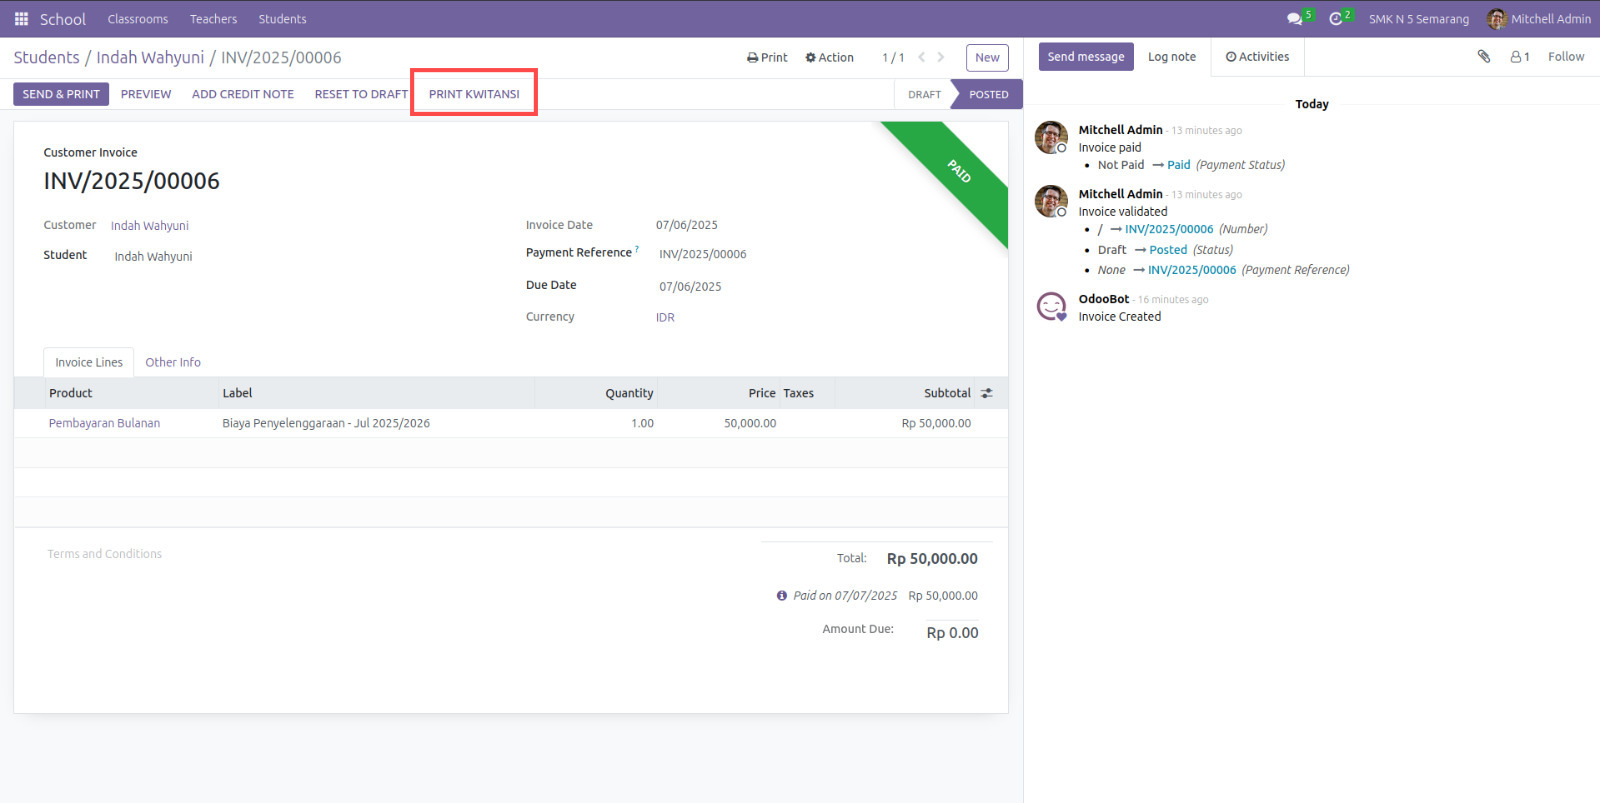 School Classrooms Teachers Students 5 2 SMK N 5 Semarang Mitchell Admin
Students / Indah Wahyuni / INV/2025/00006 Print Action 1 / 1 New
SEND & PRINT PREVIEW ADD CREDIT NOTE RESET TO DRAFT PRINT KWITANSI DRAFT POSTED
Customer Invoice
INV/2025/00006
PAID
Customer Indah Wahyuni
Student Indah Wahyuni
Invoice Date 07/06/2025
Payment Reference ? INV/2025/00006
Due Date 07/06/2025
Currency IDR
Invoice Lines Other Info
Product Label Quantity Price Taxes Subtotal
Pembayaran Bulanan Biaya Penyelenggaraan - Jul 2025/2026 1.00 50,000.00 Rp 50,000.00
Terms and Conditions
Total: Rp 50,000.00
Paid on 07/07/2025 Rp 50,000.00
Amount Due: Rp 0.00
Send message Log note Activities 1 Follow
Today
Mitchell Admin - 13 minutes ago
Invoice paid
• Not Paid → Paid (Payment Status)
Mitchell Admin - 13 minutes ago
Invoice validated
• / → INV/2025/00006 (Number)
• Draft → Posted (Status)
• None → INV/2025/00006 (Payment Reference)
OdooBot - 16 minutes ago
Invoice Created